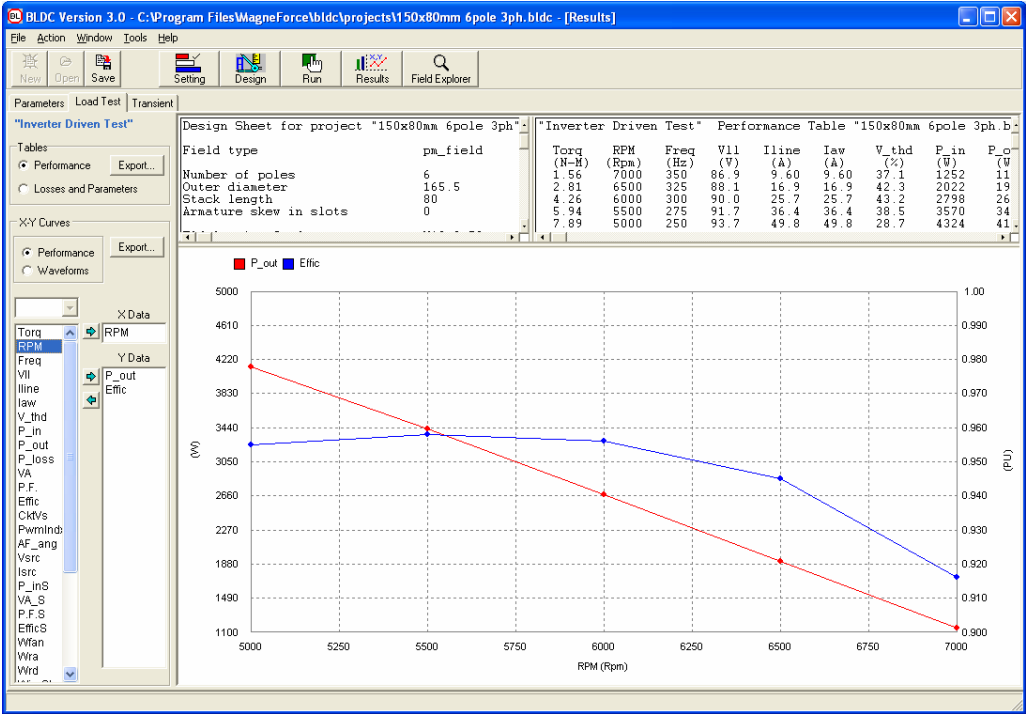 BLDC Version 3.0 - C:\Program Files\MagneForce\bldc\projects\150x80mm 6pole 3ph.bldc - [Results]
File Action Window Tools Help
New Open Save Setting Design Run Results Field Explorer
Parameters Load Test Transient
"Inverter Driven Test"
Tables
Performance Export...
Losses and Parameters
X-Y Curves
Performance Export...
Waveforms
X Data
RPM
Y Data
P_out
Effic
Torq
RPM
Freq
Vll
Iline
Iaw
V_thd
P_in
P_out
P_loss
VA
P.F.
Effic
CktVs
PwmInd
AF_ang
Vsrc
Isrc
P_inS
VA_S
P.F.S
EfficS
Wfan
Wra
Wrd
Design Sheet for project "150x80mm 6pole 3ph"
Field type pm_field
Number of poles 6
Outer diameter 165.5
Stack length 80
Armature skew in slots 0
"Inverter Driven Test" Performance Table "150x80mm 6pole 3ph.b
Torq RPM Freq Vll Iline Iaw V_thd P_in P_o
(N-M) (Rpm) (Hz) (V) (A) (A) (%) (W) (W
1.56 7000 350 86.9 9.60 9.60 37.1 1252 11
2.81 6500 325 88.1 16.9 16.9 42.3 2022 19
4.26 6000 300 90.0 25.7 25.7 43.2 2798 26
5.94 5500 275 91.7 36.4 36.4 38.5 3570 34
7.89 5000 250 93.7 49.8 49.8 28.7 4324 41
P_out Effic
5000 1.00
4610 0.990
4220 0.980
3830 0.970
3440 0.960
(W) 3050 0.950 (PU)
2660 0.940
2270 0.930
1880 0.920
1490 0.910
1100 0.900
5000 5250 5500 5750 6000 6250 6500 6750 7000
RPM (Rpm)